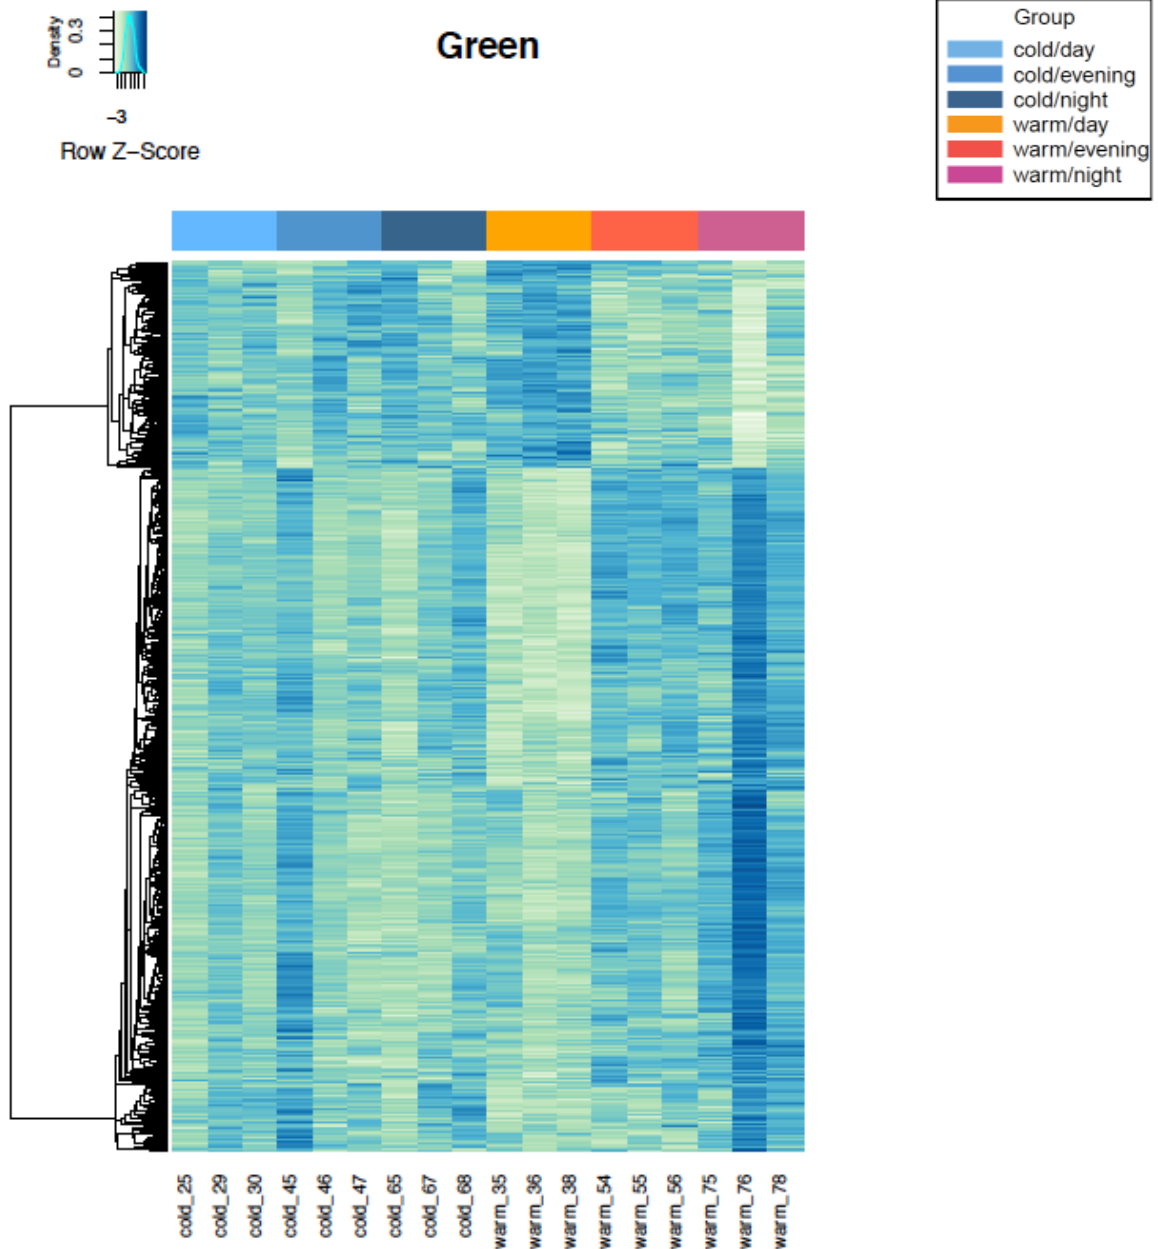 Density
0 0.3
-3
Row Z-Score
Green
Group
cold/day
cold/evening
cold/night
warm/day
warm/evening
warm/night
cold_25
cold_29
cold_30
cold_45
cold_46
cold_47
cold_65
cold_67
cold_68
warm_35
warm_36
warm_38
warm_54
warm_55
warm_56
warm_75
warm_76
warm_78